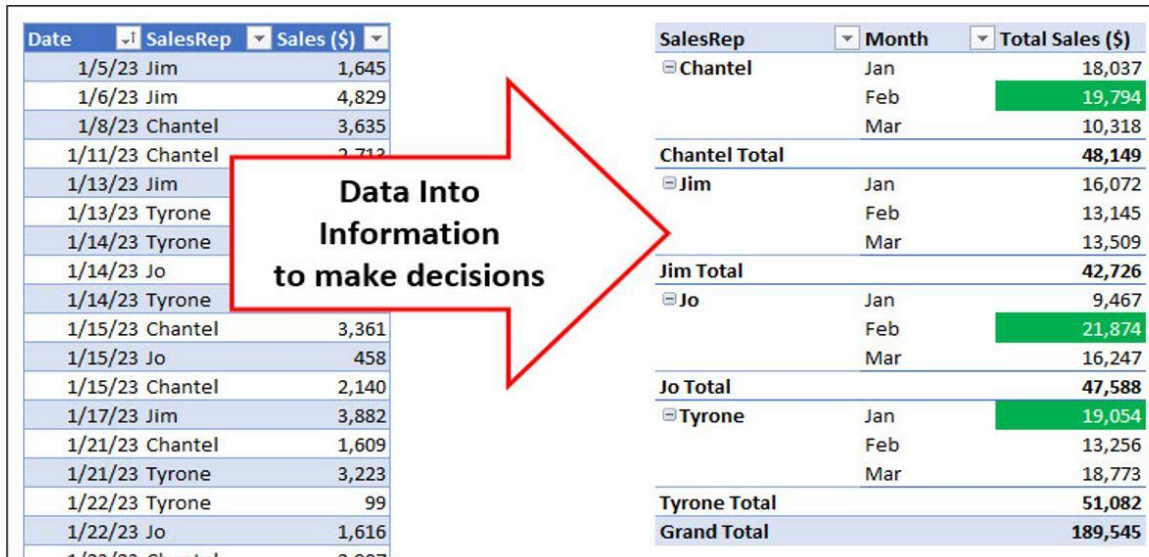 Date SalesRep Sales ($)
1/5/23 Jim 1,645
1/6/23 Jim 4,829
1/8/23 Chantel 3,635
1/11/23 Chantel 2,713
1/13/23 Jim
1/13/23 Tyrone
1/14/23 Tyrone
1/14/23 Jo
1/14/23 Tyrone
1/15/23 Chantel 3,361
1/15/23 Jo 458
1/15/23 Chantel 2,140
1/17/23 Jim 3,882
1/21/23 Chantel 1,609
1/21/23 Tyrone 3,223
1/22/23 Tyrone 99
1/22/23 Jo 1,616
Data Into
Information
to make decisions
SalesRep Month Total Sales ($)
Chantel Jan 18,037
Feb 19,794
Mar 10,318
Chantel Total 48,149
Jim Jan 16,072
Feb 13,145
Mar 13,509
Jim Total 42,726
Jo Jan 9,467
Feb 21,874
Mar 16,247
Jo Total 47,588
Tyrone Jan 19,054
Feb 13,256
Mar 18,773
Tyrone Total 51,082
Grand Total 189,545